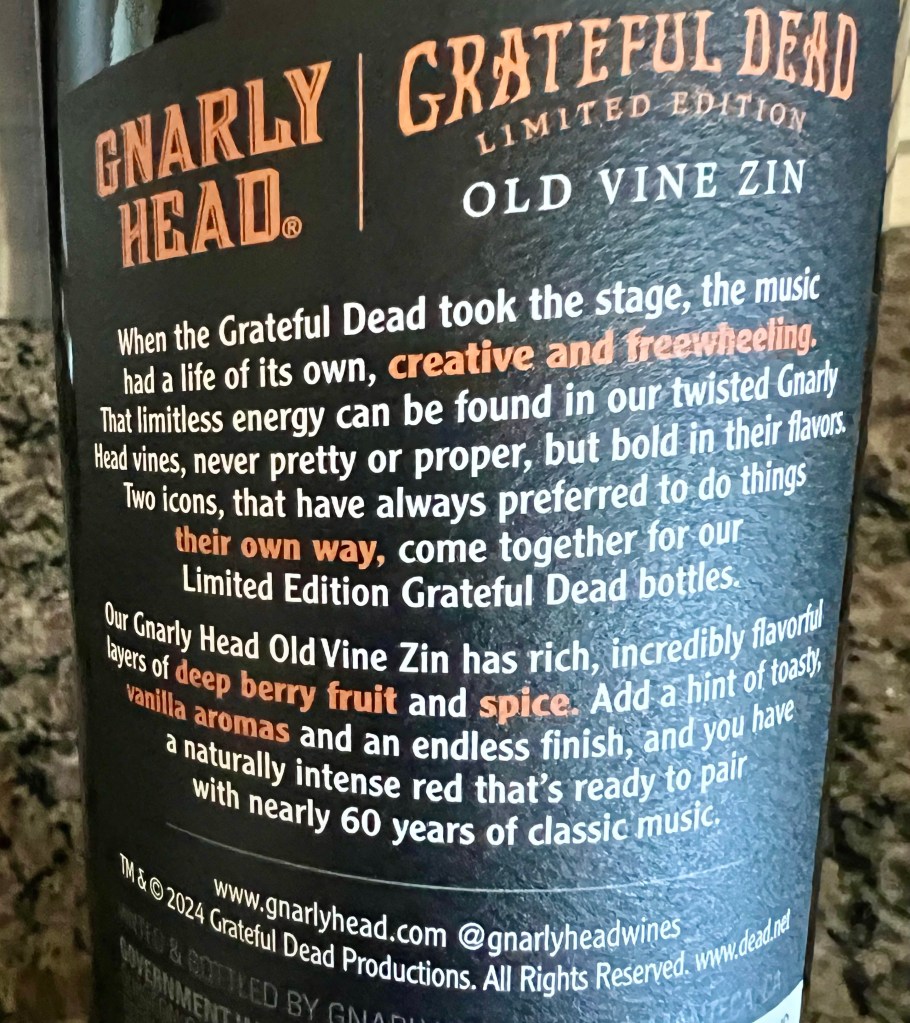 GNARLY
HEAD®
GRATEFUL DEAD
LIMITED EDITION
OLD VINE ZIN
When the Grateful Dead took the stage, the music
had a life of its own, creative and freewheeling.
That limitless energy can be found in our twisted Gnarly
Head vines, never pretty or proper, but bold in their flavors.
Two icons, that have always preferred to do things
their own way, come together for our
Limited Edition Grateful Dead bottles.
Our Gnarly Head Old Vine Zin has rich, incredibly flavorful
layers of deep berry fruit and spice. Add a hint of toasty,
vanilla aromas and an endless finish, and you have
a naturally intense red that's ready to pair
with nearly 60 years of classic music.
www.gnarlyhead.com @gnarlyheadwines
TM & © 2024 Grateful Dead Productions. All Rights Reserved. www.dead.net
& BOTTLED BY
GOVERNMENT